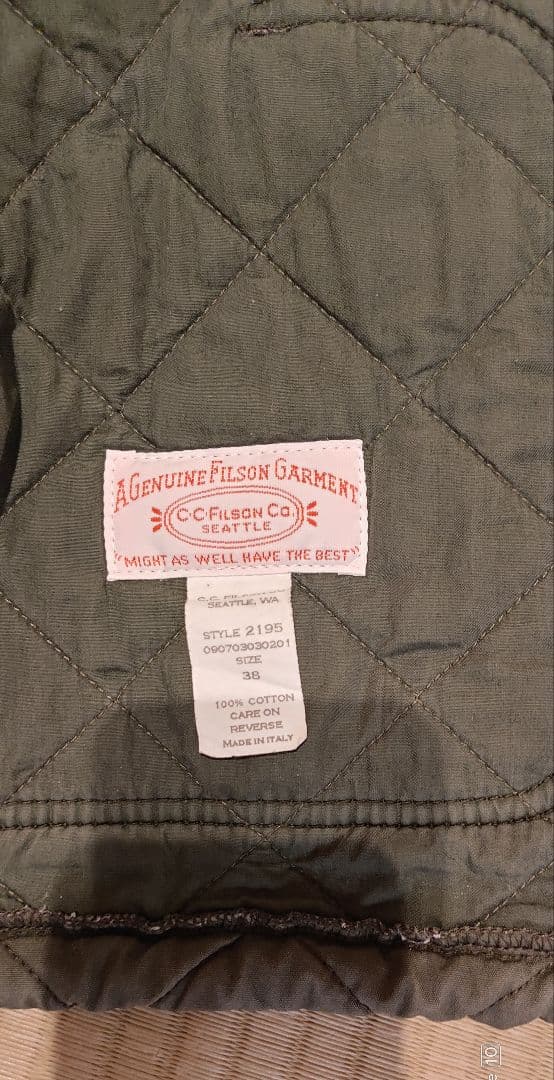 A GENUINE FILSON GARMENT
C.C. FILSON CO.
SEATTLE
"MIGHT AS WELL HAVE THE BEST"
SEATTLE, WA
STYLE 2195
090703030201
SIZE
38
100% COTTON
CARE ON
REVERSE
MADE IN ITALY
10